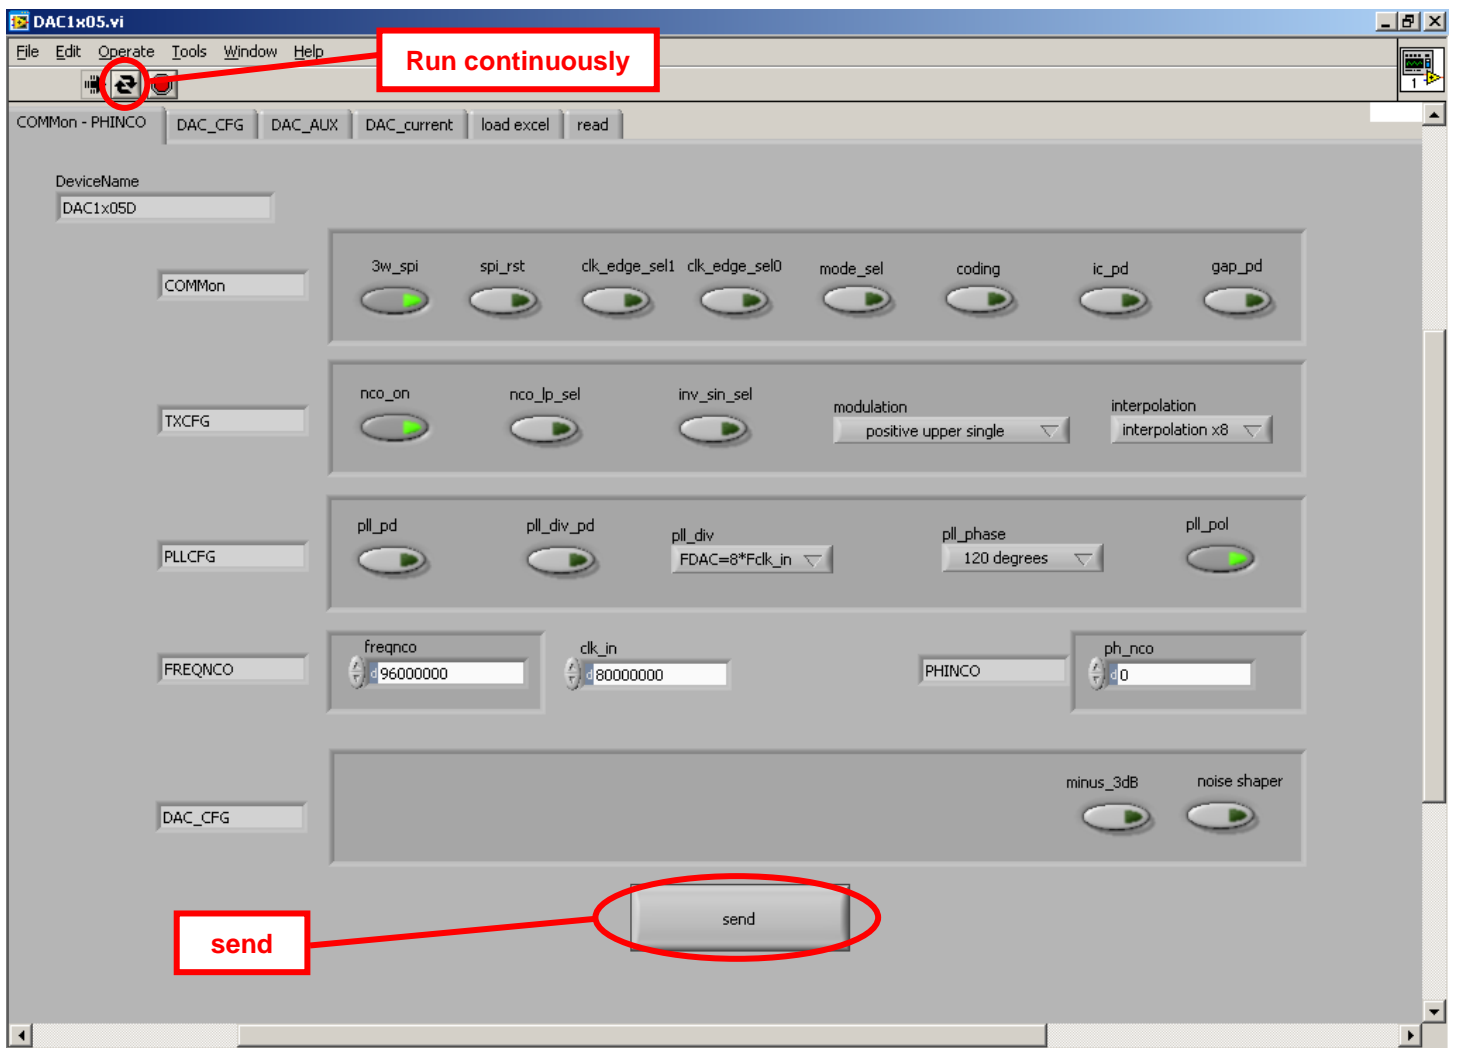 DAC1x05.vi
File Edit Operate Tools Window Help
Run continuously
1
COMMon - PHINCO DAC_CFG DAC_AUX DAC_current load excel read
DeviceName
DAC1x05D
3w_spi spi_rst clk_edge_sel1 clk_edge_sel0 mode_sel coding ic_pd gap_pd
COMMon
nco_on nco_lp_sel inv_sin_sel modulation interpolation
TXCFG positive upper single interpolation x8
pll_pd pll_div_pd pll_div pll_phase pll_pol
PLLCFG FDAC=8*Fclk_in 120 degrees
freqnco clk_in ph_nco
FREQNCO d 96000000 d 80000000 PHINCO d 0
minus_3dB noise shaper
DAC_CFG
send
send